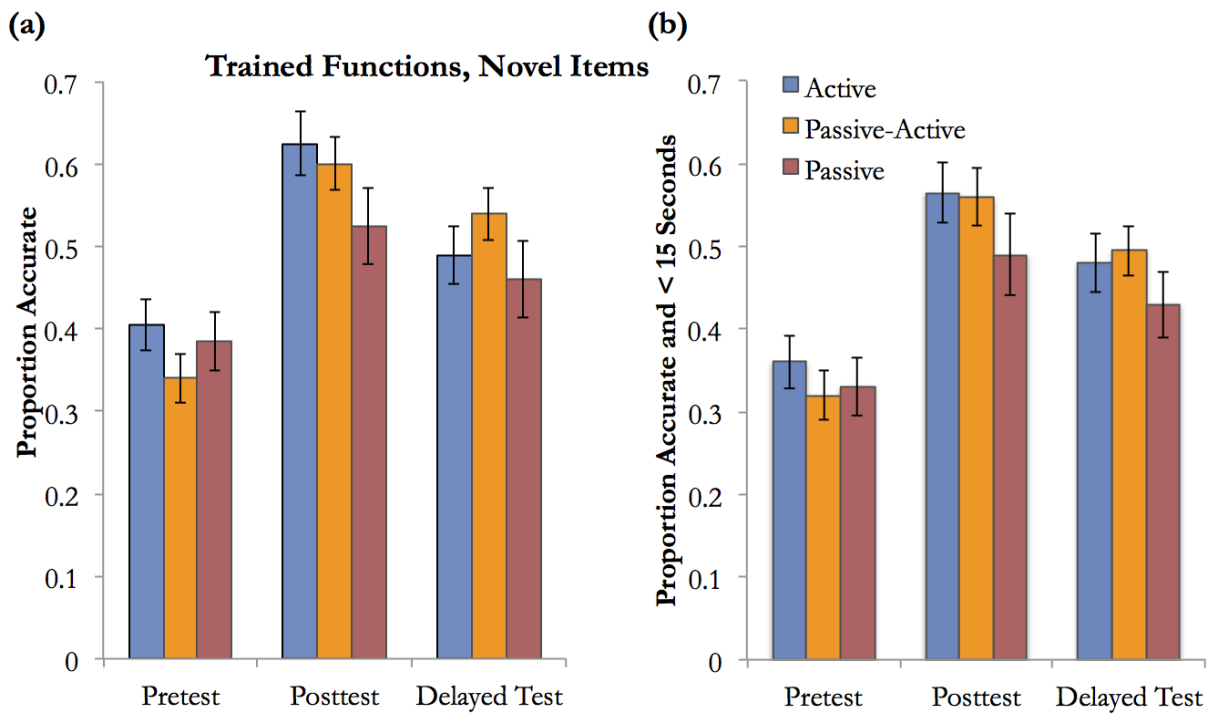 (a)
Trained Functions, Novel Items
Proportion Accurate
0.7
0.6
0.5
0.4
0.3
0.2
0.1
0
Pretest
Posttest
Delayed Test
(b)
Proportion Accurate and < 15 Seconds
0.7
0.6
0.5
0.4
0.3
0.2
0.1
0
Active
Passive-Active
Passive
Pretest
Posttest
Delayed Test